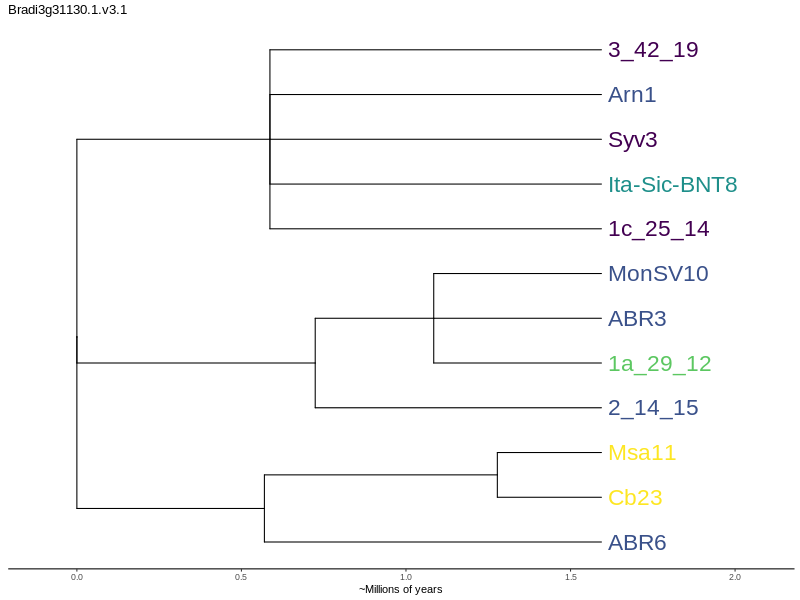 Bradi3g31130.1.v3.1
3_42_19
Arn1
Syv3
Ita-Sic-BNT8
1c_25_14
MonSV10
ABR3
1a_29_12
2_14_15
Msa11
Cb23
ABR6
0.0 0.5 1.0 1.5 2.0
~Millions of years